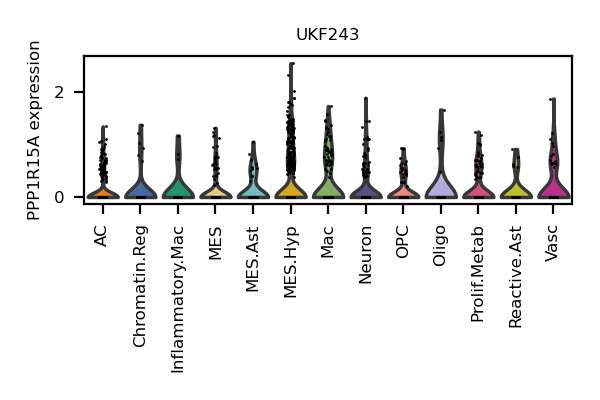 UKF243
PPP1R15A expression
2
0
AC
Chromatin.Reg
Inflammatory.Mac
MES
MES.Ast
MES.Hyp
Mac
Neuron
OPC
Oligo
Prolif.Metab
Reactive.Ast
Vasc